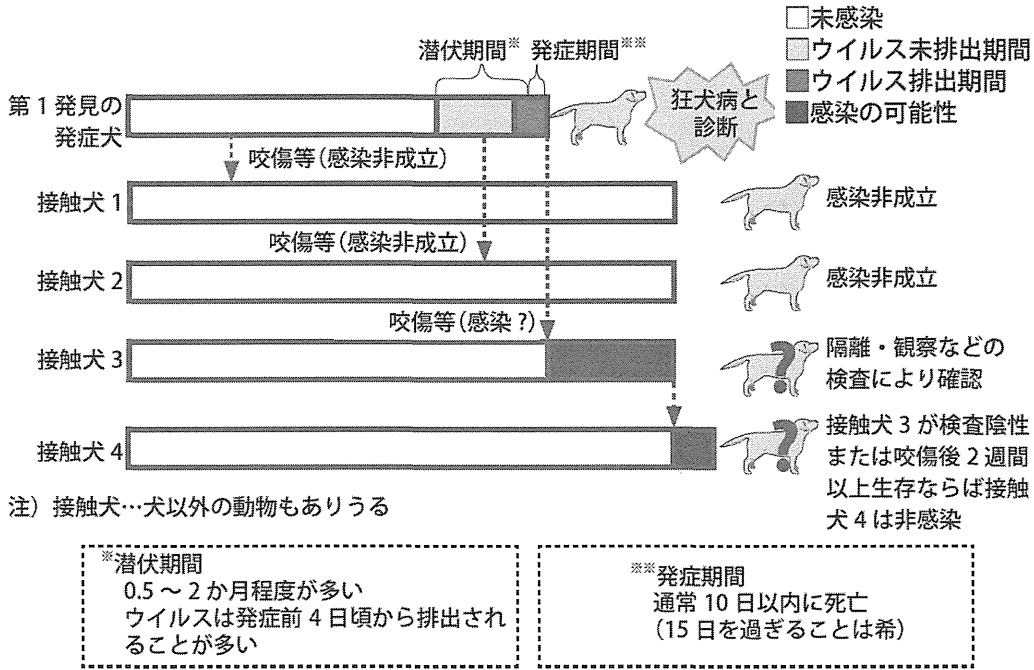 潜伏期間※ 発症期間※※
□未感染
□ウイルス未排出期間
■ウイルス排出期間
■感染の可能性
第1発見の
発症犬
狂犬病と
診断
咬傷等(感染非成立)
接触犬1
感染非成立
咬傷等(感染非成立)
接触犬2
感染非成立
咬傷等(感染?)
接触犬3
?
隔離・観察などの
検査により確認
接触犬4
?
接触犬3が検査陰性
または咬傷後2週間
以上生存ならば接触
犬4は非感染
注)接触犬…犬以外の動物もありうる
※潜伏期間
0.5~2か月程度が多い
ウイルスは発症前4日頃から排出され
ることが多い
※※発症期間
通常10日以内に死亡
(15日を過ぎることは希)